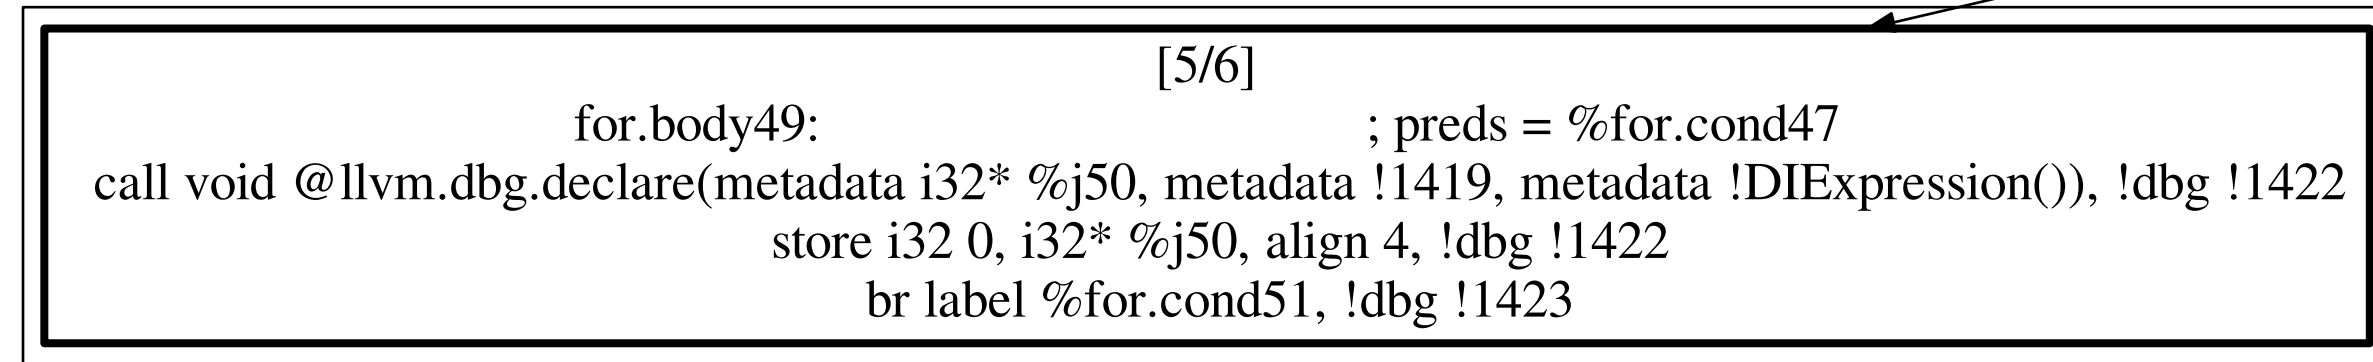 [5/6]
for.body49: ; preds = %for.cond47
call void @llvm.dbg.declare(metadata i32* %j50, metadata !1419, metadata !DIExpression()), !dbg !1422
store i32 0, i32* %j50, align 4, !dbg !1422
br label %for.cond51, !dbg !1423